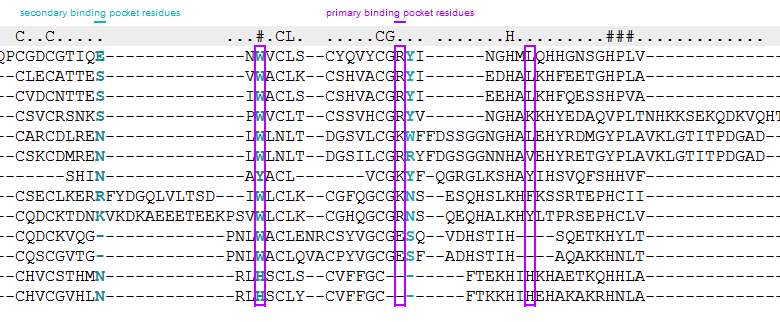 secondary binding pocket residues primary binding pocket residues
C..C..... ...#.CL. ......CG..... .......H.........###.............
QPCGDCGTIQE--------------NWVCLS--CYQVYCGRYI------NGHMLQHHGNSGHPLV--------------
--CLECATTES--------------VWACLK--CSHVACGRYI------EDHALKHFEETGHPLA--------------
--CVDCNTTES--------------IWACLS--CSHVACGRYI------EEHALKHFQESSHPVA--------------
--CSVCRSNKS--------------PWVCLT--CSSVHCGRYV------NGHAKKHYEDAQVPLTNHKKSEKQDKVQHT
--CARCDLREN--------------LWLNLT--DGSVLCGKWFFDSSGGNGHALEHYRDMGYPLAVKLGTITPDGAD--
--CSKCDMREN--------------LWLNLT--DGSILCGRRYFDGSGGNNHAVEHYRETGYPLAVKLGTITPDGAD--
-------SHIN--------------AYACL-------VCGKYF-QGRGLKSHAYIHSVQFSHHVF--------------
--CSECLKERRFYDGQLVLTSD---IWLCLK--CGFQGCGKNS--ESQHSLKHFKSSRTEPHCII--------------
--CQDCKTDNKVKDKAEEETEEKPSVWLCLK--CGHQGCGRNS--QEQHALKHYLTPRSEPHCLV--------------
--CQDCKVQG-------------PNLWACLENRCSYVGCGESQ--VDHSTIH---SQETKHYLT--------------
--CQSCGVTG-------------PNLWACLQVACPYVGCGESF--ADHSTIH---AQAKKHNLT--------------
--CHVCSTHMN-------------RLHSCLS--CVFFGC--------FTEKHIHKHAETKQHHLA--------------
--CHVCGVHLN-------------RLHSCLY--CVFFGC--------FTKKHIHEHAKAKRHNLA--------------